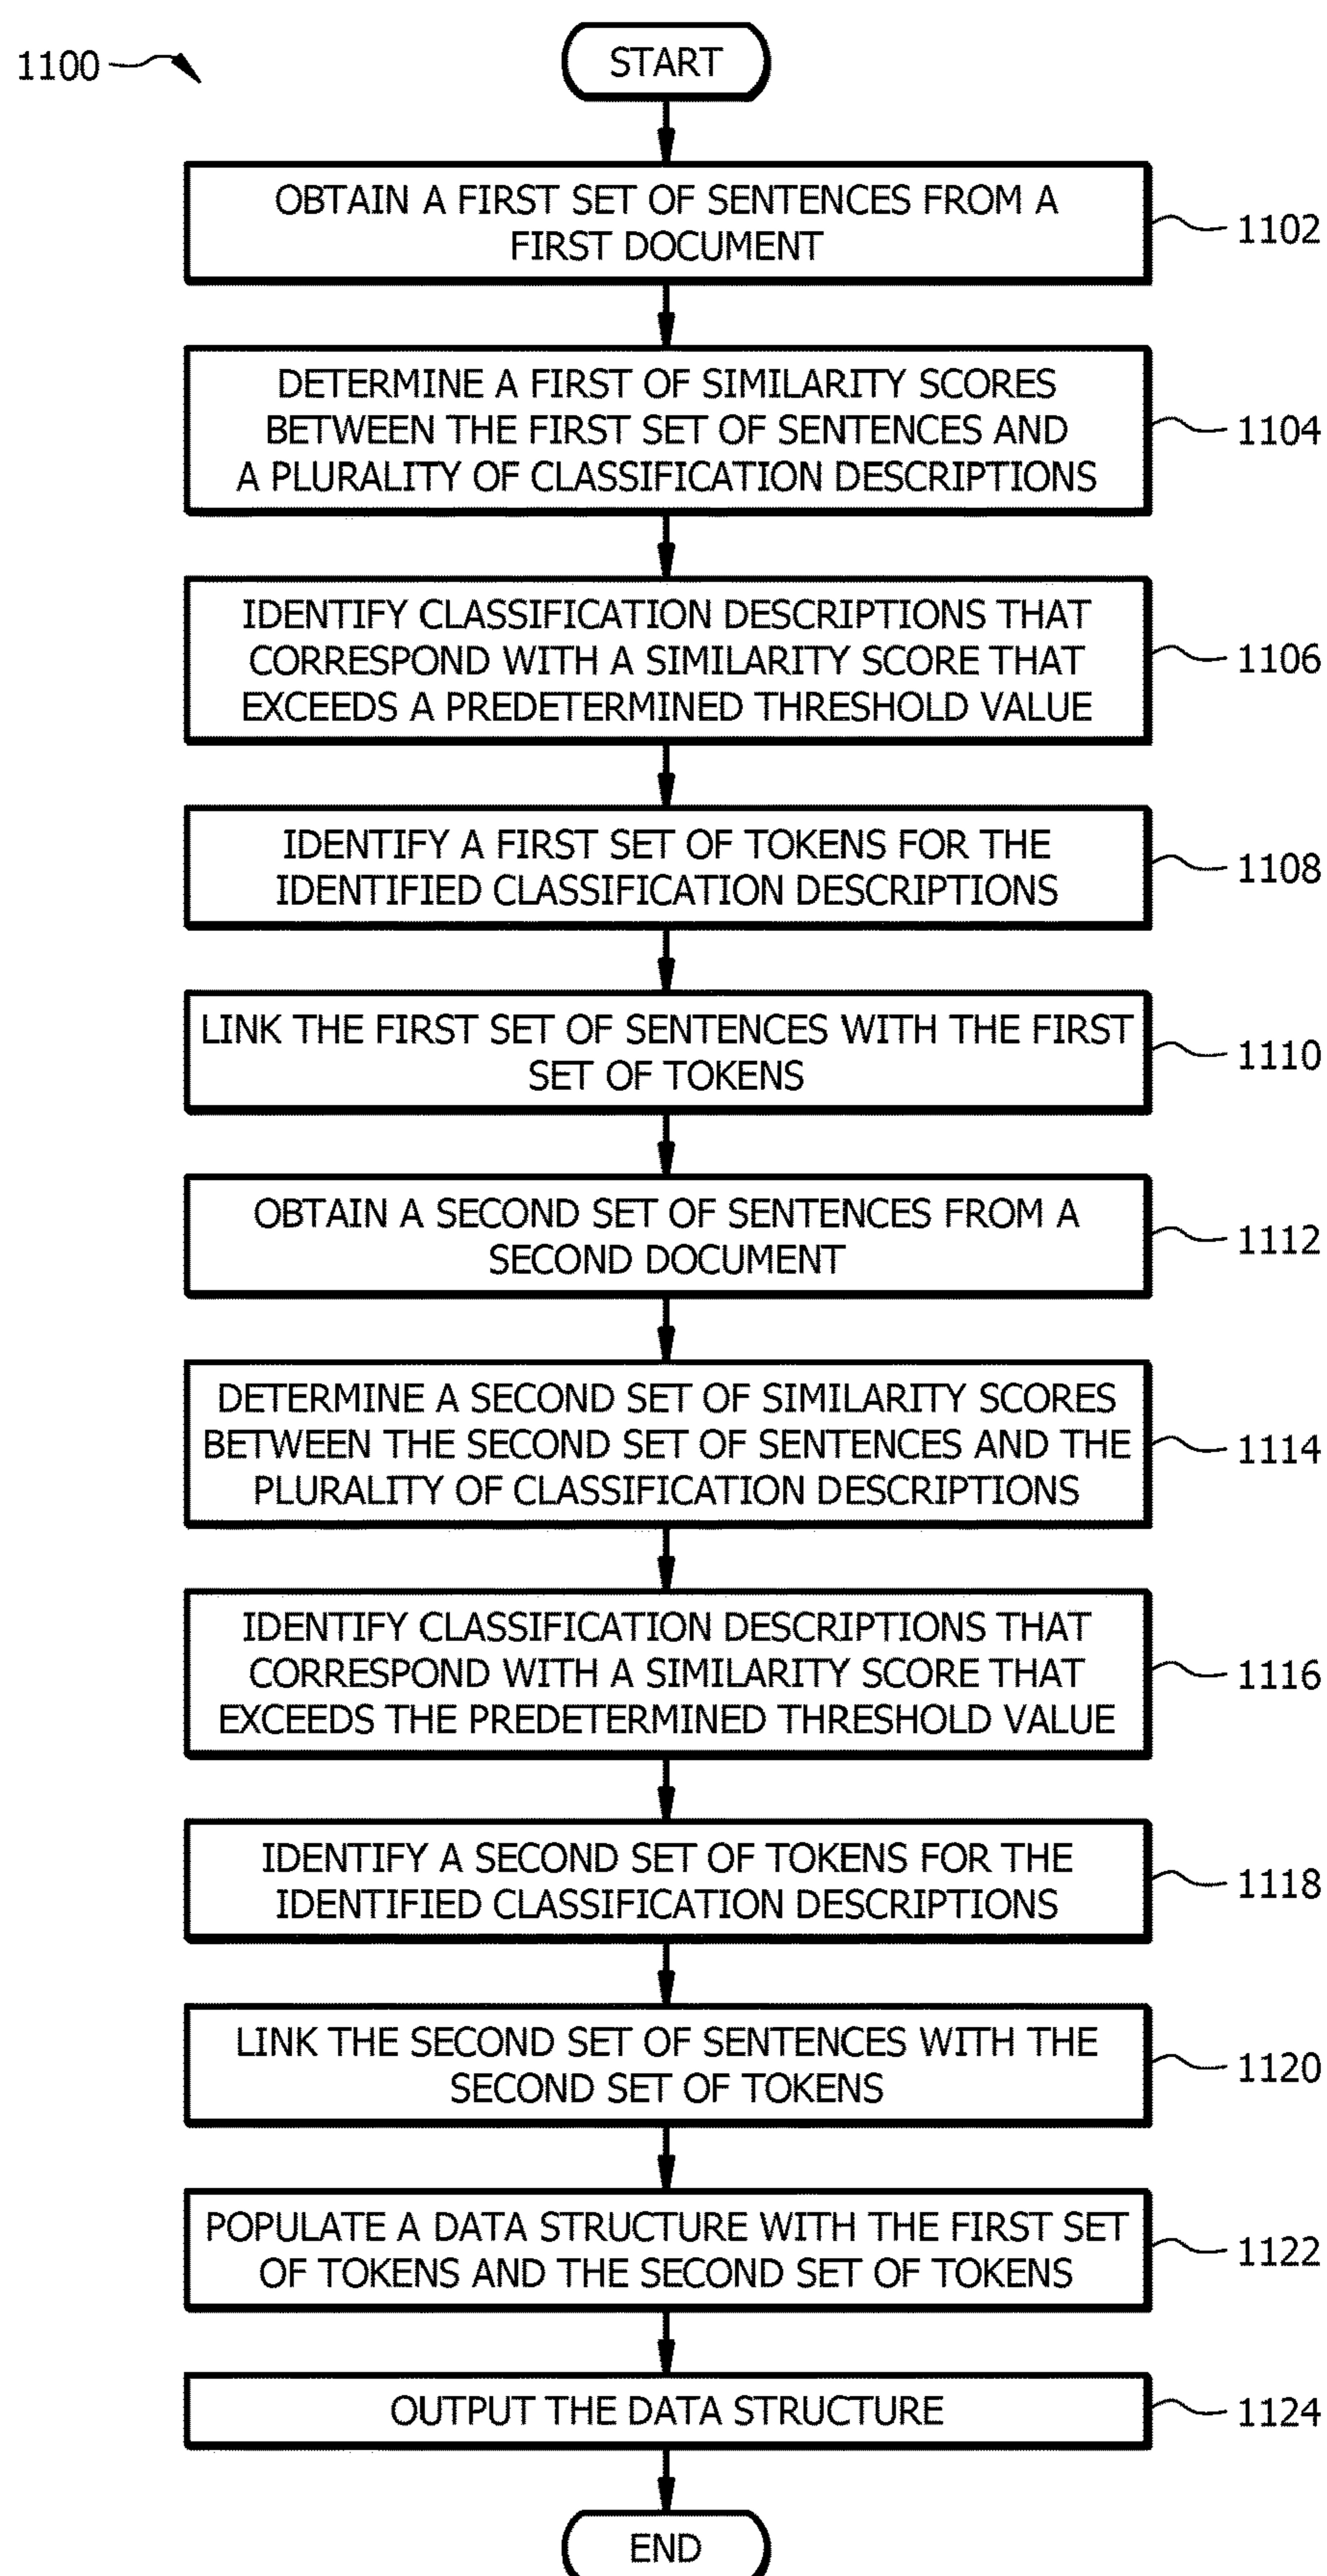 1100
START
OBTAIN A FIRST SET OF SENTENCES FROM A
FIRST DOCUMENT
1102
DETERMINE A FIRST OF SIMILARITY SCORES
BETWEEN THE FIRST SET OF SENTENCES AND
A PLURALITY OF CLASSIFICATION DESCRIPTIONS
1104
IDENTIFY CLASSIFICATION DESCRIPTIONS THAT
CORRESPOND WITH A SIMILARITY SCORE THAT
EXCEEDS A PREDETERMINED THRESHOLD VALUE
1106
IDENTIFY A FIRST SET OF TOKENS FOR THE
IDENTIFIED CLASSIFICATION DESCRIPTIONS
1108
LINK THE FIRST SET OF SENTENCES WITH THE FIRST
SET OF TOKENS
1110
OBTAIN A SECOND SET OF SENTENCES FROM A
SECOND DOCUMENT
1112
DETERMINE A SECOND SET OF SIMILARITY SCORES
BETWEEN THE SECOND SET OF SENTENCES AND THE
PLURALITY OF CLASSIFICATION DESCRIPTIONS
1114
IDENTIFY CLASSIFICATION DESCRIPTIONS THAT
CORRESPOND WITH A SIMILARITY SCORE THAT
EXCEEDS THE PREDETERMINED THRESHOLD VALUE
1116
IDENTIFY A SECOND SET OF TOKENS FOR THE
IDENTIFIED CLASSIFICATION DESCRIPTIONS
1118
LINK THE SECOND SET OF SENTENCES WITH THE
SECOND SET OF TOKENS
1120
POPULATE A DATA STRUCTURE WITH THE FIRST SET
OF TOKENS AND THE SECOND SET OF TOKENS
1122
OUTPUT THE DATA STRUCTURE
1124
END